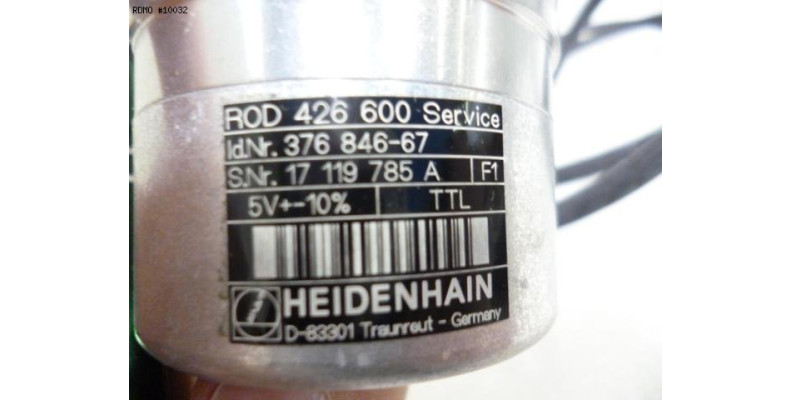 RDMO #10032
ROD 426 600 Service
Id.Nr. 376 846-67
S.Nr. 17 119 785 A F1
5V+-10% TTL
HEIDENHAIN
D-83301 Traunreut - Germany